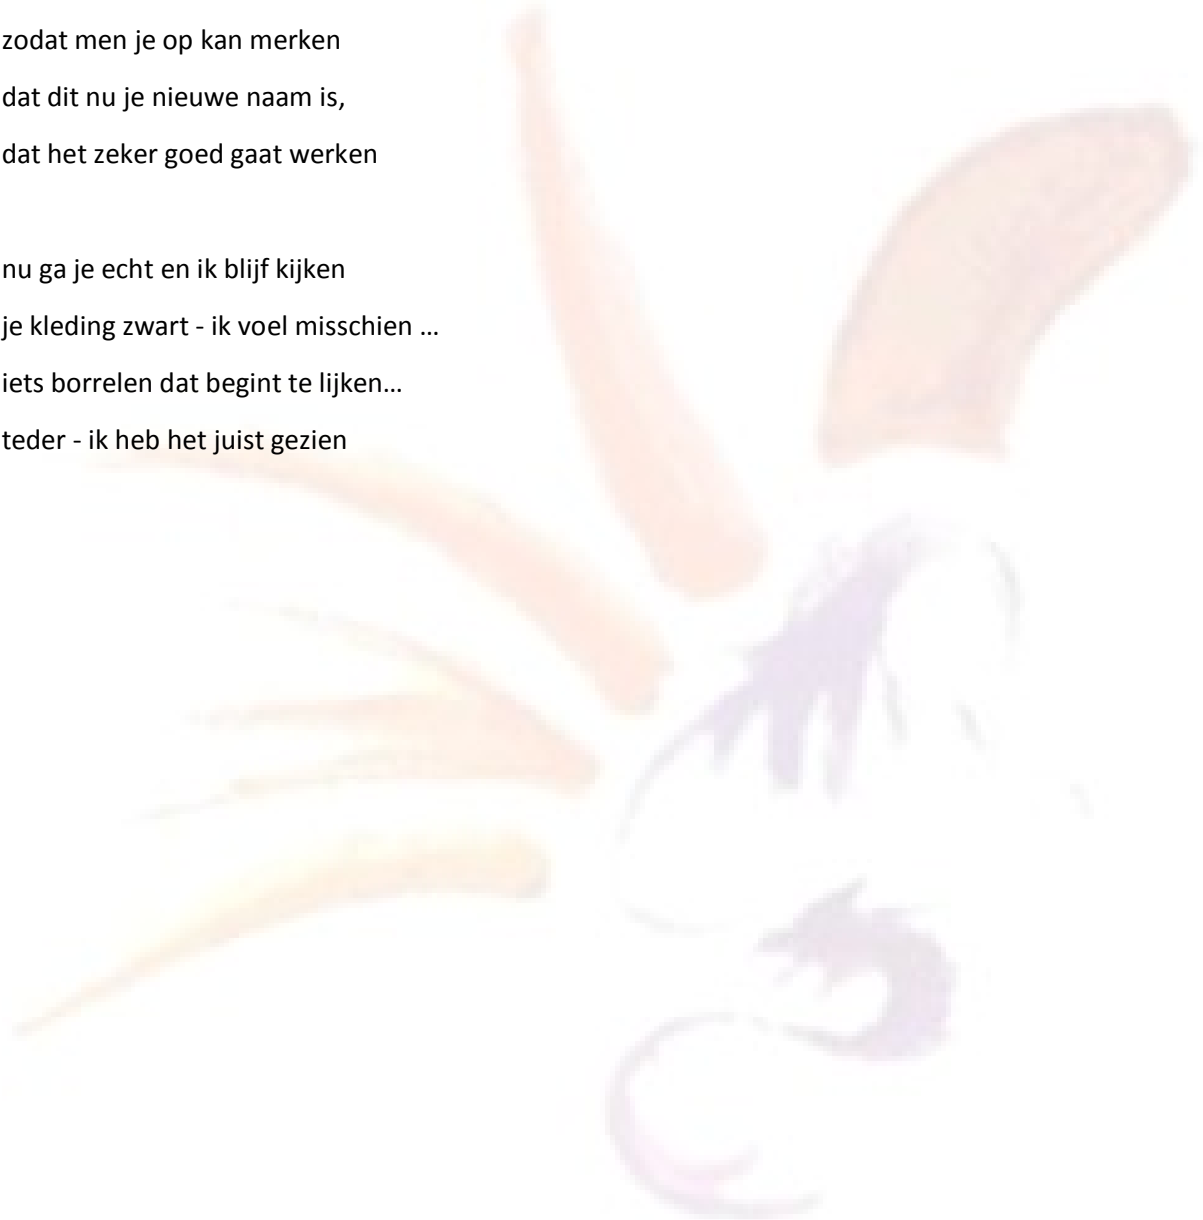 zodat men je op kan merken
dat dit nu je nieuwe naam is,
dat het zeker goed gaat werken
nu ga je echt en ik blijf kijken
je kleding zwart - ik voel misschien …
iets borrelen dat begint te lijken…
teder - ik heb het juist gezien